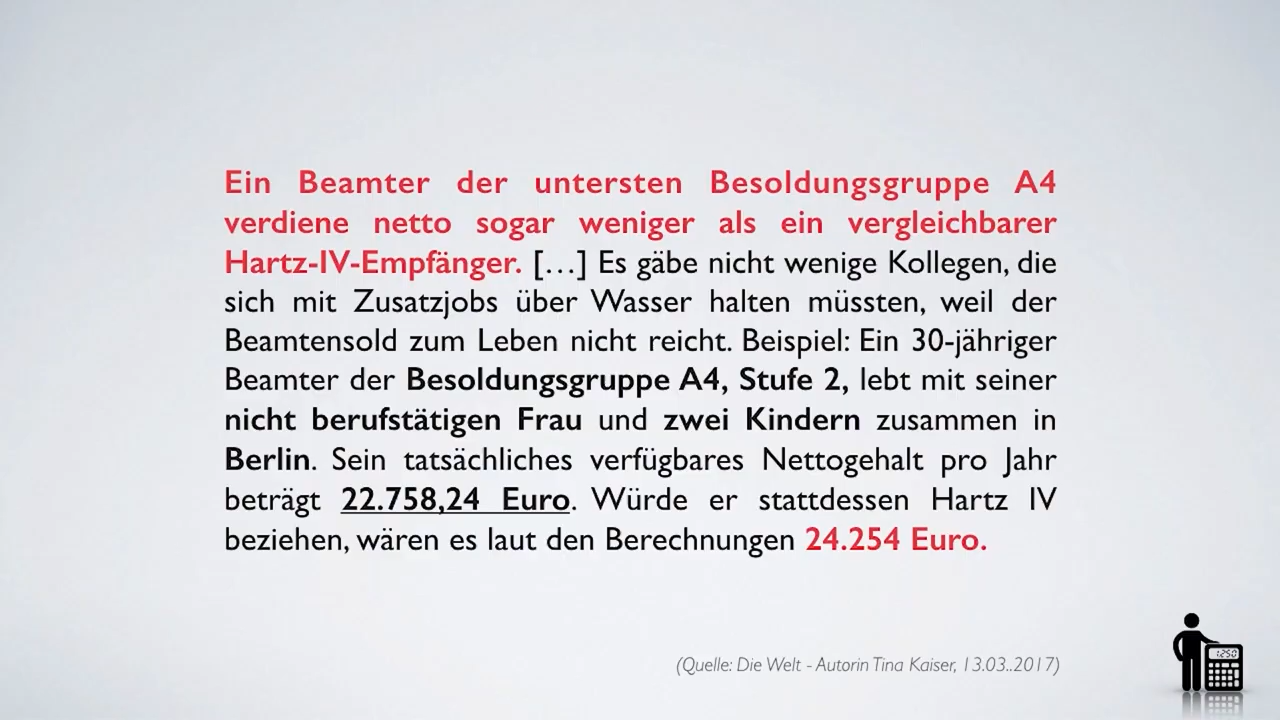 Ein Beamter der untersten Besoldungsgruppe A4
verdiene netto sogar weniger als ein vergleichbarer
Hartz-IV-Empfänger. […] Es gäbe nicht wenige Kollegen, die
sich mit Zusatzjobs über Wasser halten müssten, weil der
Beamtensold zum Leben nicht reicht. Beispiel: Ein 30-jähriger
Beamter der Besoldungsgruppe A4, Stufe 2, lebt mit seiner
nicht berufstätigen Frau und zwei Kindern zusammen in
Berlin. Sein tatsächliches verfügbares Nettogehalt pro Jahr
beträgt 22.758,24 Euro. Würde er stattdessen Hartz IV
beziehen, wären es laut den Berechnungen 24.254 Euro.
(Quelle: Die Welt - Autorin Tina Kaiser, 13.03..2017)
1.250